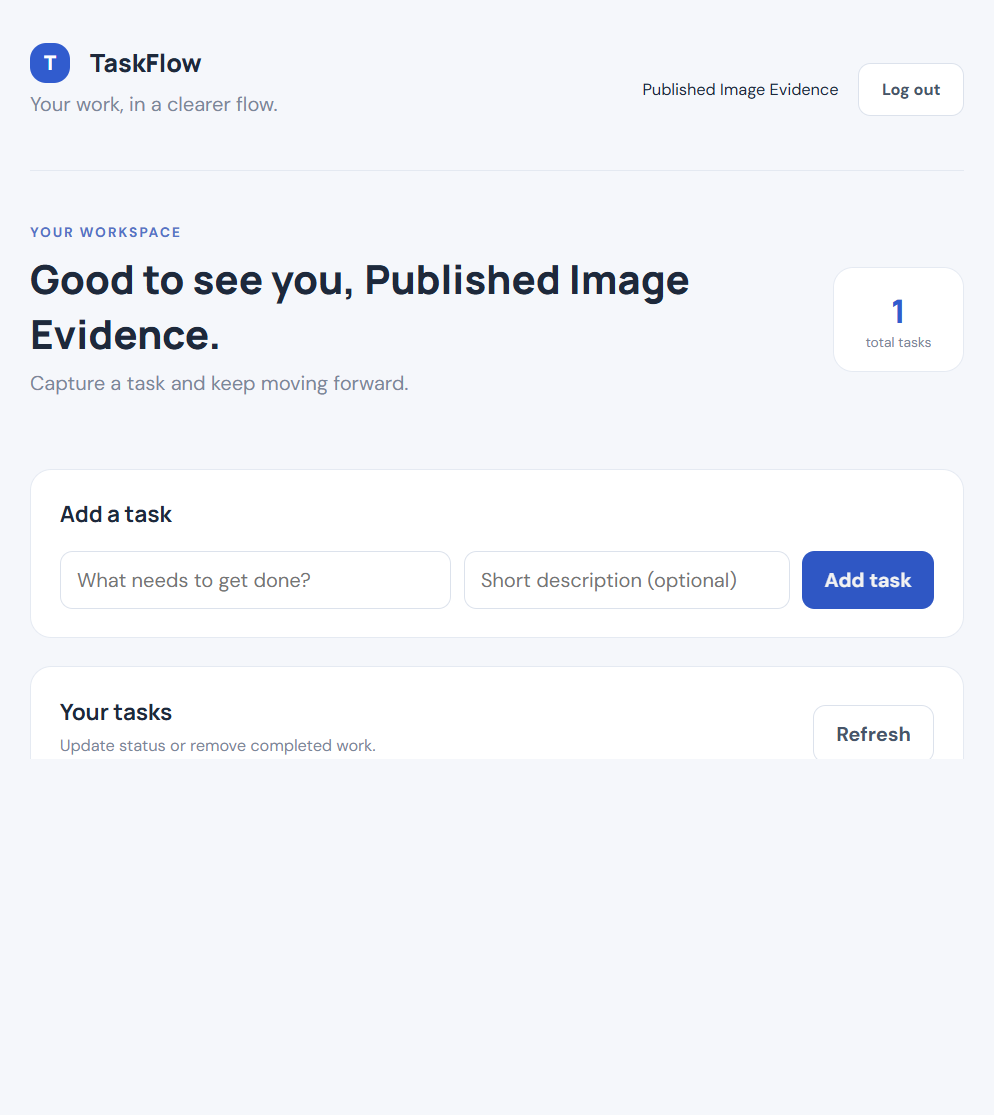 T TaskFlow
Your work, in a clearer flow.
Published Image Evidence
Log out
YOUR WORKSPACE
Good to see you, Published Image
Evidence.
Capture a task and keep moving forward.
1
total tasks
Add a task
What needs to get done?
Short description (optional)
Add task
Your tasks
Update status or remove completed work.
Refresh